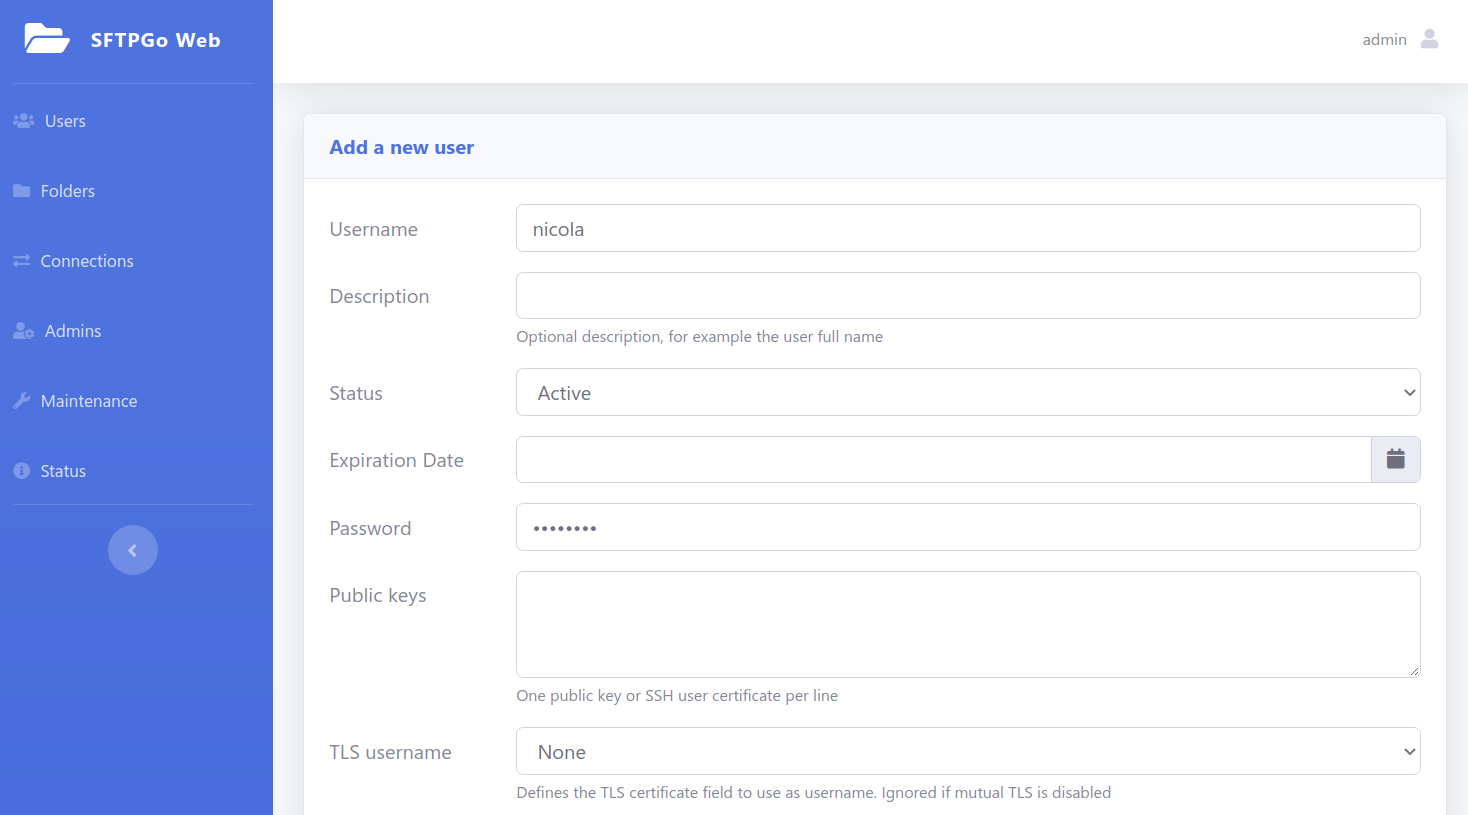 SFTPGo Web
admin
Users
Folders
Connections
Admins
Maintenance
Status
Add a new user
Username
nicola
Description
Optional description, for example the user full name
Status
Active
Expiration Date
Password
••••••••
Public keys
One public key or SSH user certificate per line
TLS username
None
Defines the TLS certificate field to use as username. Ignored if mutual TLS is disabled